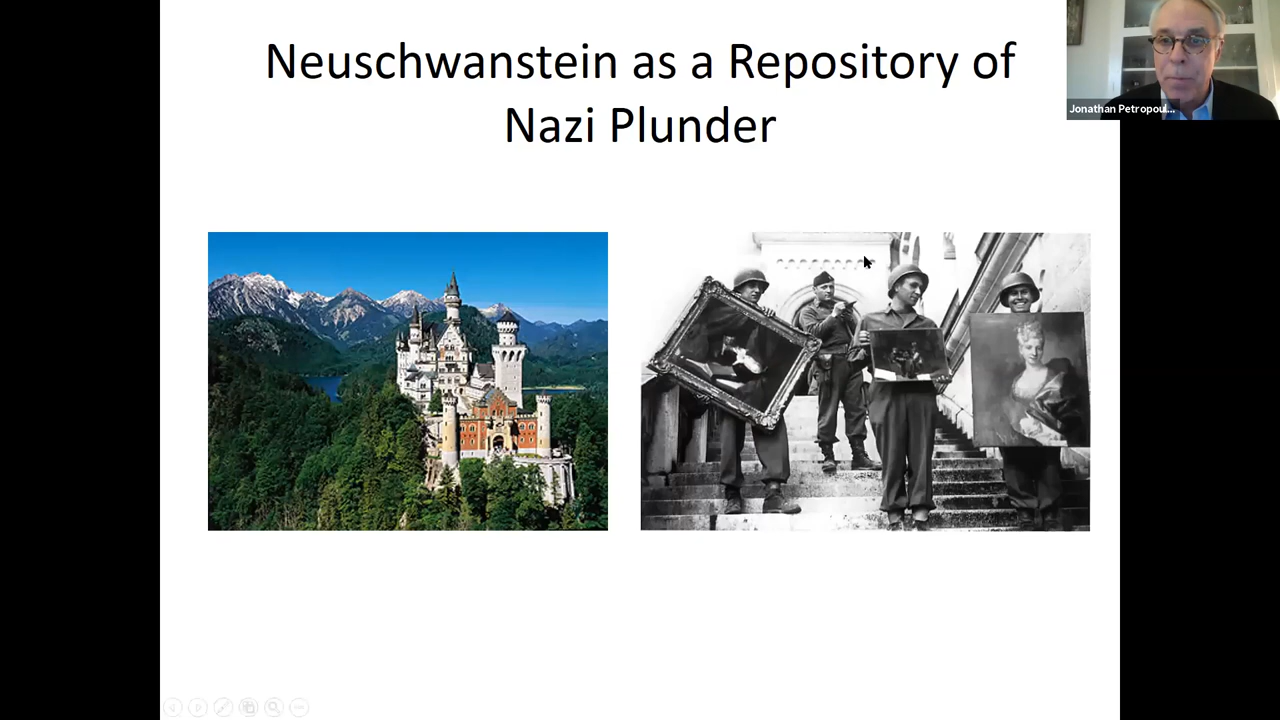 Neuschwanstein as a Repository of
Nazi Plunder
Jonathan Petropoul...